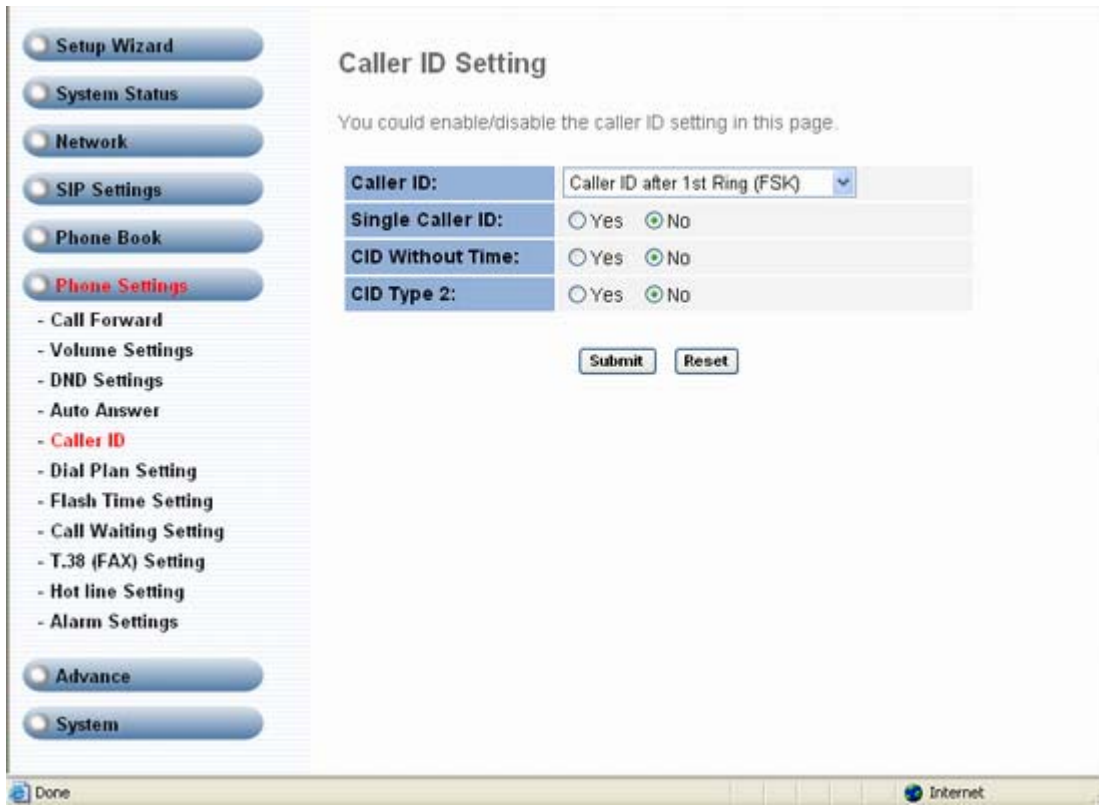 Setup Wizard
System Status
Network
SIP Settings
Phone Book
Phone Settings
- Call Forward
- Volume Settings
- DND Settings
- Auto Answer
- Caller ID
- Dial Plan Setting
- Flash Time Setting
- Call Waiting Setting
- T.38 (FAX) Setting
- Hot line Setting
- Alarm Settings
Advance
System
Caller ID Setting
You could enable/disable the caller ID setting in this page.
Caller ID: Caller ID after 1st Ring (FSK)
Single Caller ID: Yes No
CID Without Time: Yes No
CID Type 2: Yes No
Submit Reset
Done Internet